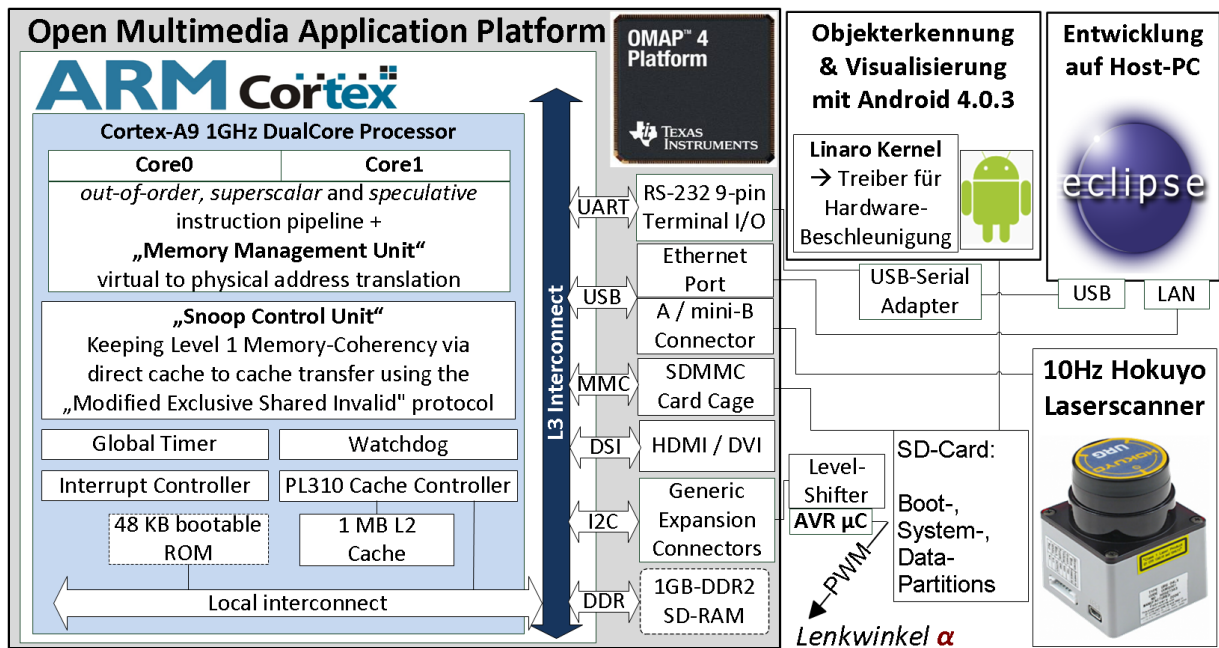 Open Multimedia Application Platform
ARM Cortex
Cortex-A9 1GHz DualCore Processor
Core0
Core1
out-of-order, superscalar and speculative
instruction pipeline +
„Memory Management Unit“
virtual to physical address translation
„Snoop Control Unit“
Keeping Level 1 Memory-Coherency via
direct cache to cache transfer using the
„Modified Exclusive Shared Invalid" protocol
Global Timer
Watchdog
Interrupt Controller
PL310 Cache Controller
48 KB bootable
ROM
1 MB L2
Cache
Local interconnect
L3 Interconnect
OMAP™ 4
Platform
TEXAS
INSTRUMENTS
UART
RS-232 9-pin
Terminal I/O
USB
Ethernet
Port
A / mini-B
Connector
MMC
SDMMC
Card Cage
DSI
HDMI / DVI
I2C
Generic
Expansion
Connectors
DDR
1GB-DDR2
SD-RAM
Objekterkennung
& Visualisierung
mit Android 4.0.3
Linaro Kernel
→ Treiber für
Hardware-
Beschleunigung
Entwicklung
auf Host-PC
eclipse
USB-Serial
Adapter
USB
LAN
Level-
Shifter
AVR µC
PWM
Lenkwinkel α
SD-Card:
Boot-,
System-,
Data-
Partitions
10Hz Hokuyo
Laserscanner
HOKUYO
URG